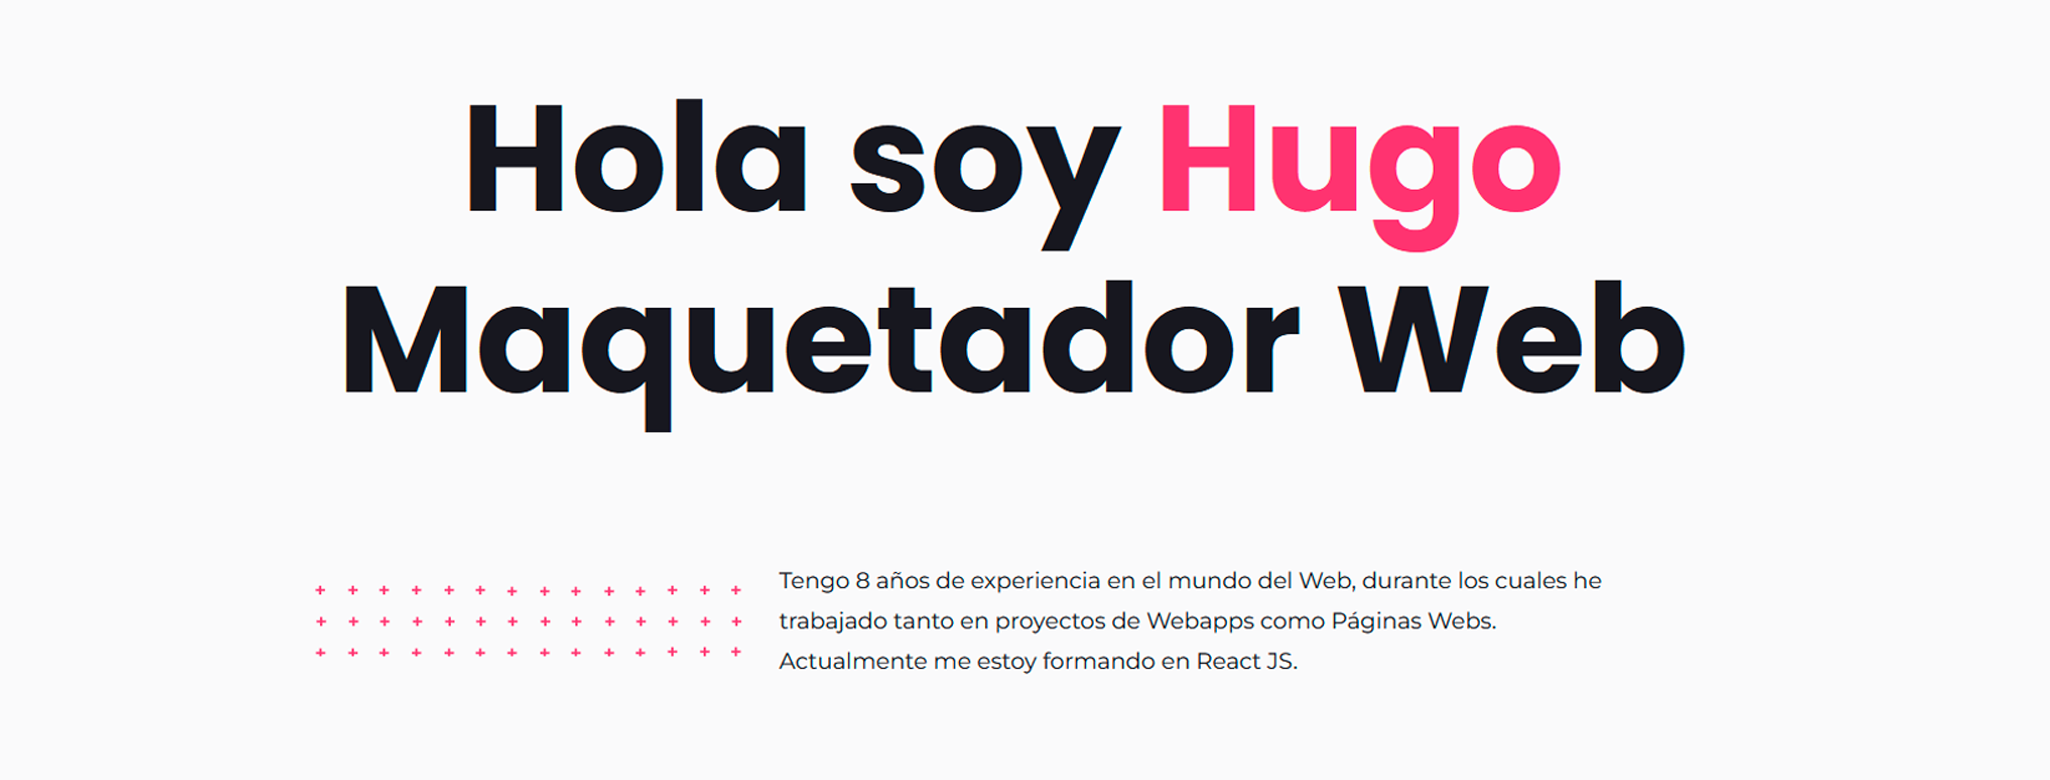 Hola soy Hugo
Maquetador Web
Tengo 8 años de experiencia en el mundo del Web, durante los cuales he
trabajado tanto en proyectos de Webapps como Páginas Webs.
Actualmente me estoy formando en React JS.